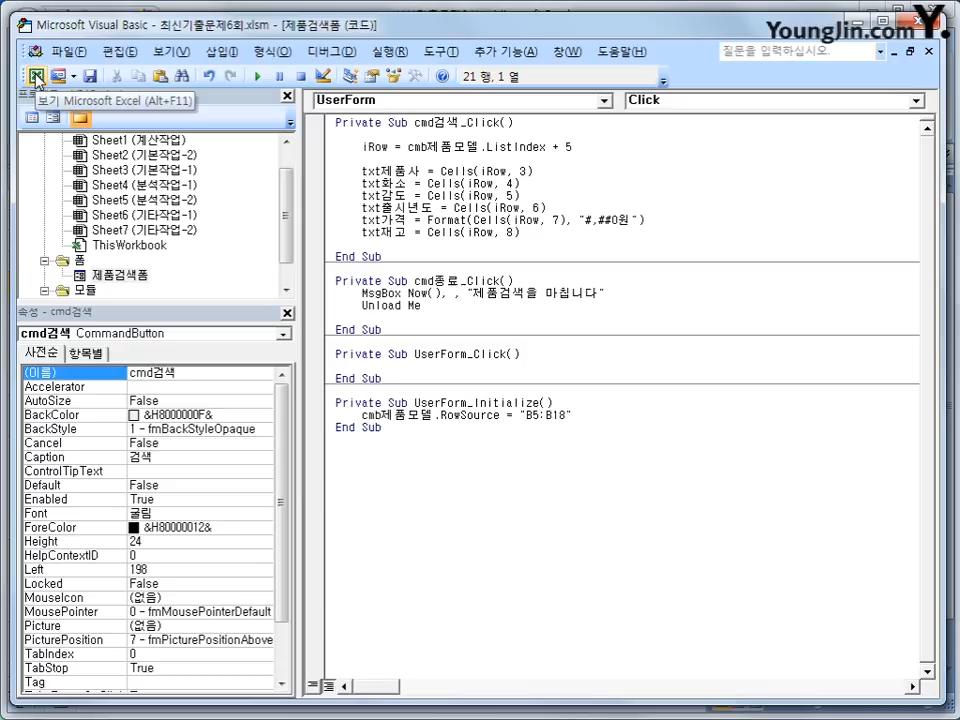 Microsoft Visual Basic - 최신기출문제6회.xlsm - [제품검색폼 (코드)]
YoungJin.com Y.
파일(F) 편집(E) 보기(V) 삽입(I) 형식(O) 디버그(D) 실행(R) 도구(T) 추가 기능(A) 창(W) 도움말(H)
질문을 입력하십시오.
21 행, 1 열
보기 Microsoft Excel (Alt+F11)
UserForm
Click
Sheet1 (계산작업)
Sheet2 (기본작업-2)
Sheet3 (기본작업-1)
Sheet4 (분석작업-1)
Sheet5 (분석작업-2)
Sheet6 (기타작업-1)
Sheet7 (기타작업-2)
ThisWorkbook
폼
제품검색폼
모듈
속성 - cmd검색
cmd검색 CommandButton
사전순 항목별
(이름) cmd검색
Accelerator
AutoSize False
BackColor &H8000000F&
BackStyle 1 - fmBackStyleOpaque
Cancel False
Caption 검색
ControlTipText
Default False
Enabled True
Font 굴림
ForeColor &H80000012&
Height 24
HelpContextID 0
Left 198
Locked False
MouseIcon (없음)
MousePointer 0 - fmMousePointerDefault
Picture (없음)
PicturePosition 7 - fmPicturePositionAbove
TabIndex 0
TabStop True
Tag
Private Sub cmd검색_Click()
iRow = cmb제품모델.ListIndex + 5
txt제품사 = Cells(iRow, 3)
txt화소 = Cells(iRow, 4)
txt감도 = Cells(iRow, 5)
txt출시년도 = Cells(iRow, 6)
txt가격 = Format(Cells(iRow, 7), "#,##0원")
txt재고 = Cells(iRow, 8)
End Sub
Private Sub cmd종료_Click()
MsgBox Now(), , "제품검색을 마칩니다"
Unload Me
End Sub
Private Sub UserForm_Click()
End Sub
Private Sub UserForm_Initialize()
cmb제품모델.RowSource = "B5:B18"
End Sub